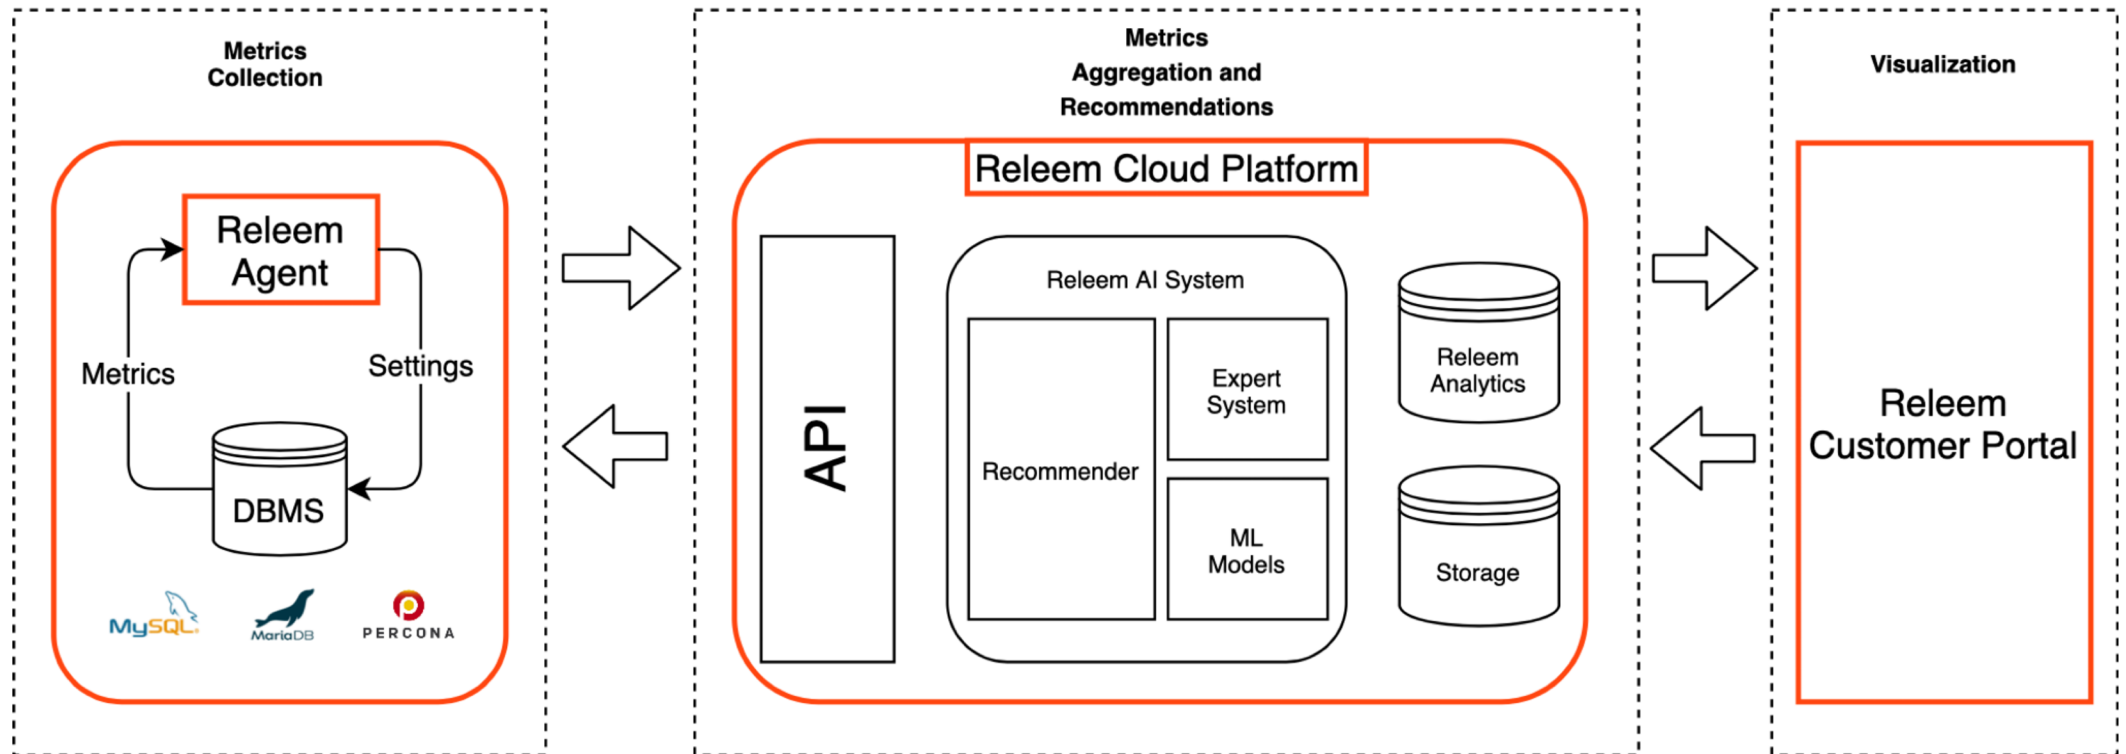 Metrics
Collection
Releem
Agent
Metrics
Settings
DBMS
MySQL
MariaDB
PERCONA
Metrics
Aggregation and
Recommendations
Releem Cloud Platform
API
Releem AI System
Recommender
Expert
System
ML
Models
Releem
Analytics
Storage
Visualization
Releem
Customer Portal